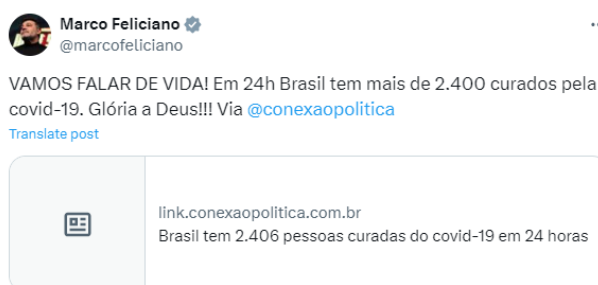 Marco Feliciano
@marcofeliciano
VAMOS FALAR DE VIDA! Em 24h Brasil tem mais de 2.400 curados pela
covid-19. Glória a Deus!!! Via @conexaopolitica
Translate post
link.conexaopolitica.com.br
Brasil tem 2.406 pessoas curadas do covid-19 em 24 horas